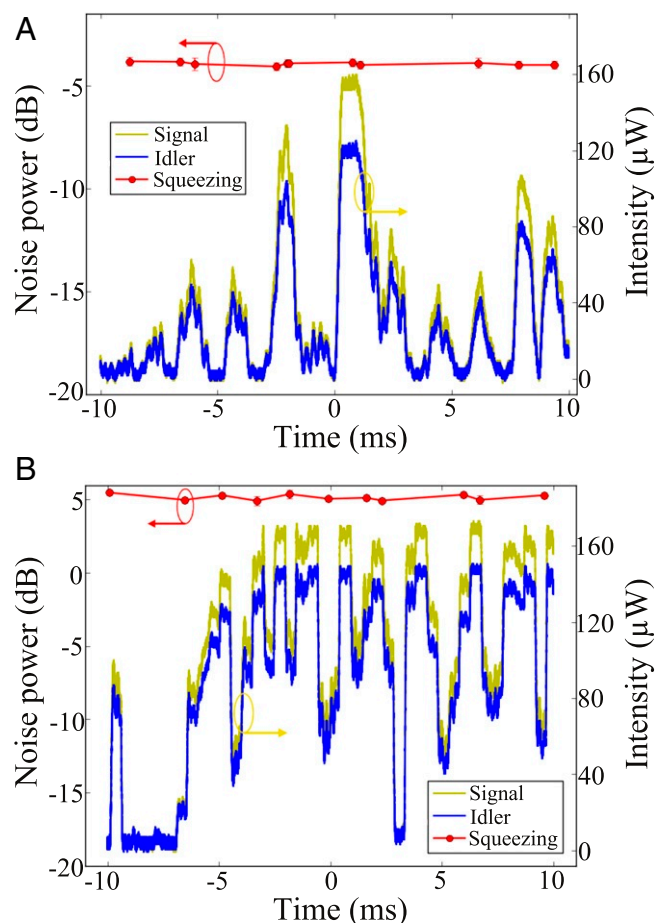 A
Noise power (dB)
-5
-10
-15
-20
Signal
Idler
Squeezing
160
120
80
40
0
Intensity (μW)
-10
-5
0
5
10
Time (ms)
B
Noise power (dB)
5
0
-5
-10
-15
-20
160
120
80
40
0
Intensity (μW)
Signal
Idler
Squeezing
-10
-5
0
5
10
Time (ms)